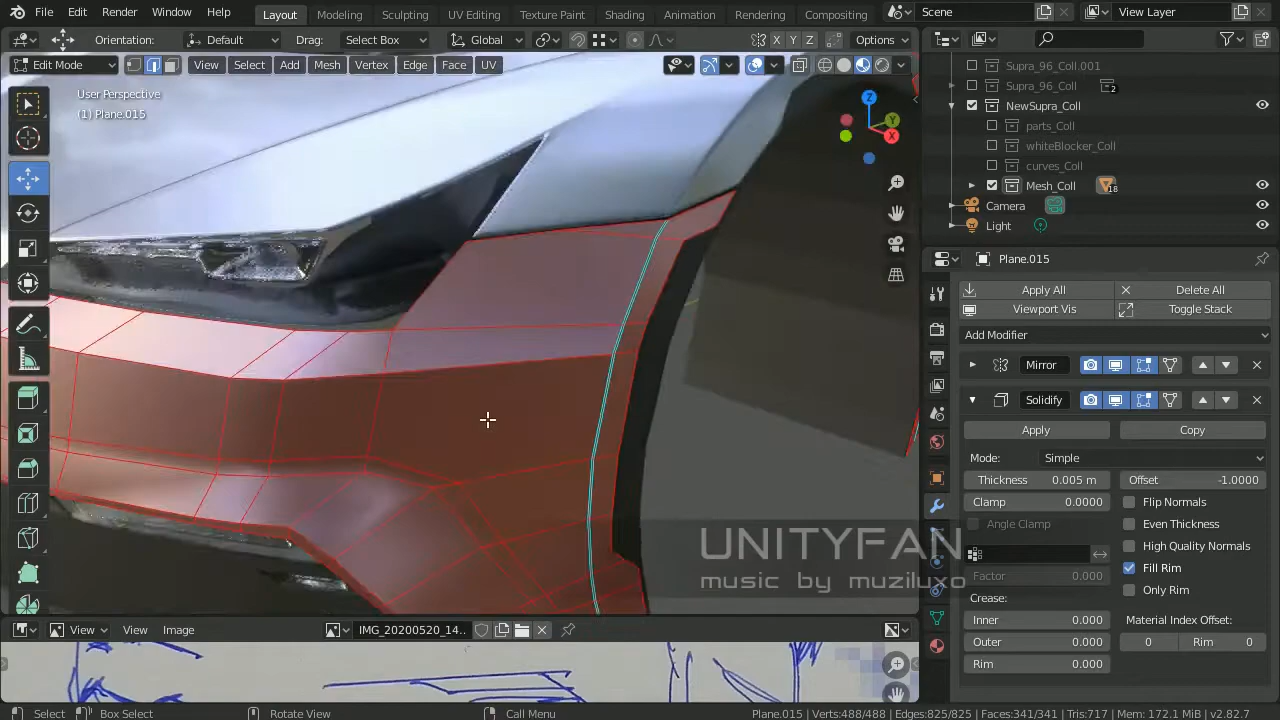 File Edit Render Window Help Layout Modeling Sculpting UV Editing Texture Paint Shading Animation Rendering Compositing Scene View Layer
Orientation: Default Drag: Select Box Global X Y Z Options
Edit Mode View Select Add Mesh Vertex Edge Face UV
User Perspective
(1) Plane.015
Z
Y
X
Supra_96_Coll.001
Supra_96_Coll 2
NewSupra_Coll
parts_Coll
whiteBlocker_Coll
curves_Coll
Mesh_Coll 18
Camera
Light
Plane.015
Apply All Delete All
Viewport Vis Toggle Stack
Add Modifier
Mirror
Solidify
Apply Copy
Mode: Simple
Thickness 0.005 m Offset -1.0000
Clamp 0.0000 Flip Normals
Angle Clamp Even Thickness
High Quality Normals
Factor 0.000 Fill Rim
Crease: Only Rim
Inner 0.000 Material Index Offset:
Outer 0.000 0 Rim 0
Rim 0.000
UNITYFAN
music by muziluxo
View View Image IMG_20200520_14..
Select Box Select Rotate View Call Menu Plane.015 | Verts:488/488 | Edges:825/825 | Faces:341/341 | Tris:717 | Mem: 172.1 MiB | v2.82.7